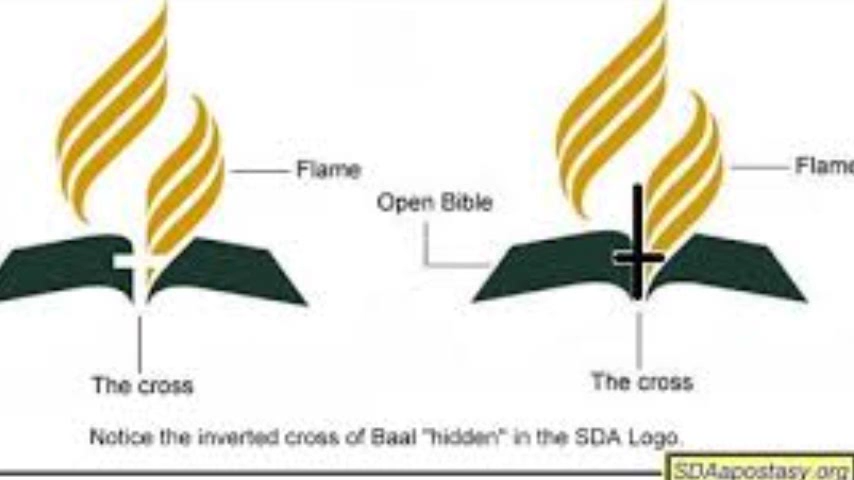 Flame
Flame
Open Bible
The cross
The cross
Notice the inverted cross of Baal "hidden" in the SDA Logo.
SDAapostasy.org